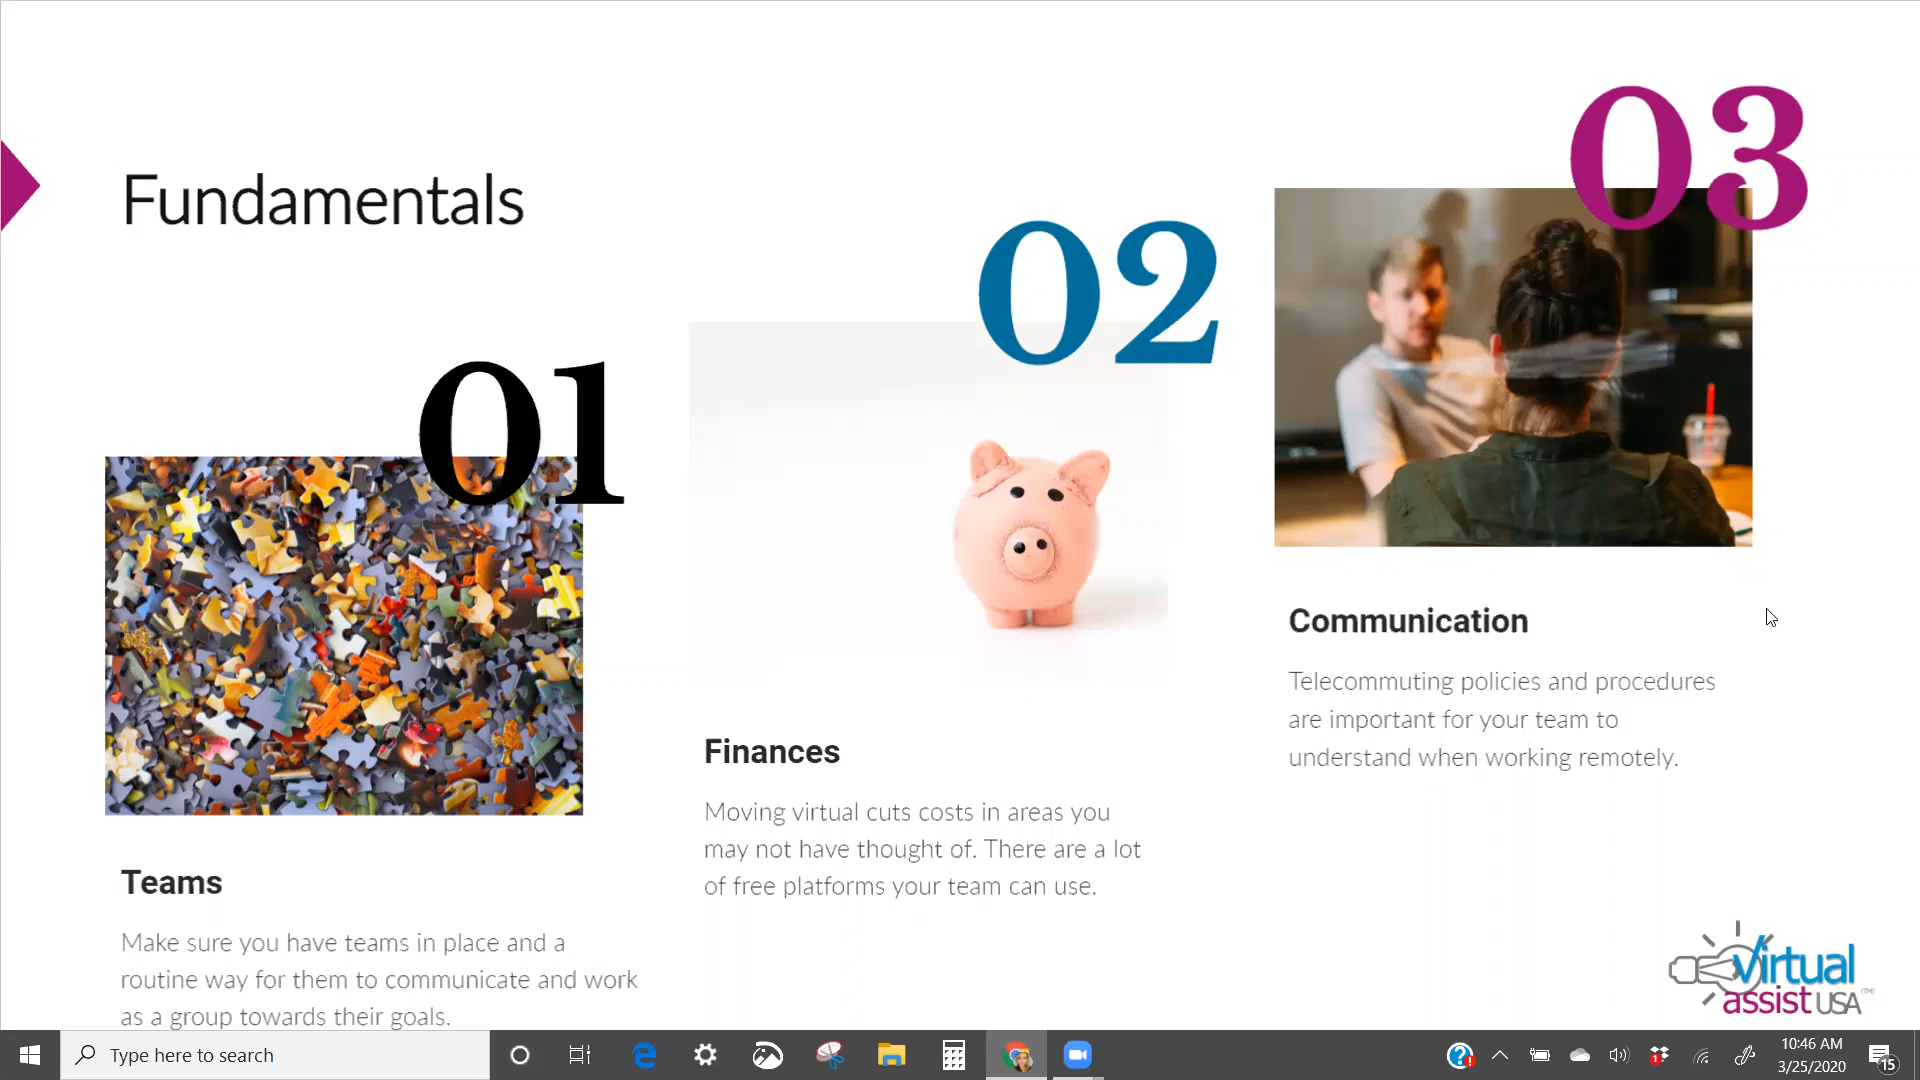 Fundamentals
01
Teams
Make sure you have teams in place and a
routine way for them to communicate and work
as a group towards their goals.
02
Finances
Moving virtual cuts costs in areas you
may not have thought of. There are a lot
of free platforms your team can use.
03
Communication
Telecommuting policies and procedures
are important for your team to
understand when working remotely.
Virtual
assist USA (TM)
Type here to search
1
10:46 AM
3/25/2020
15